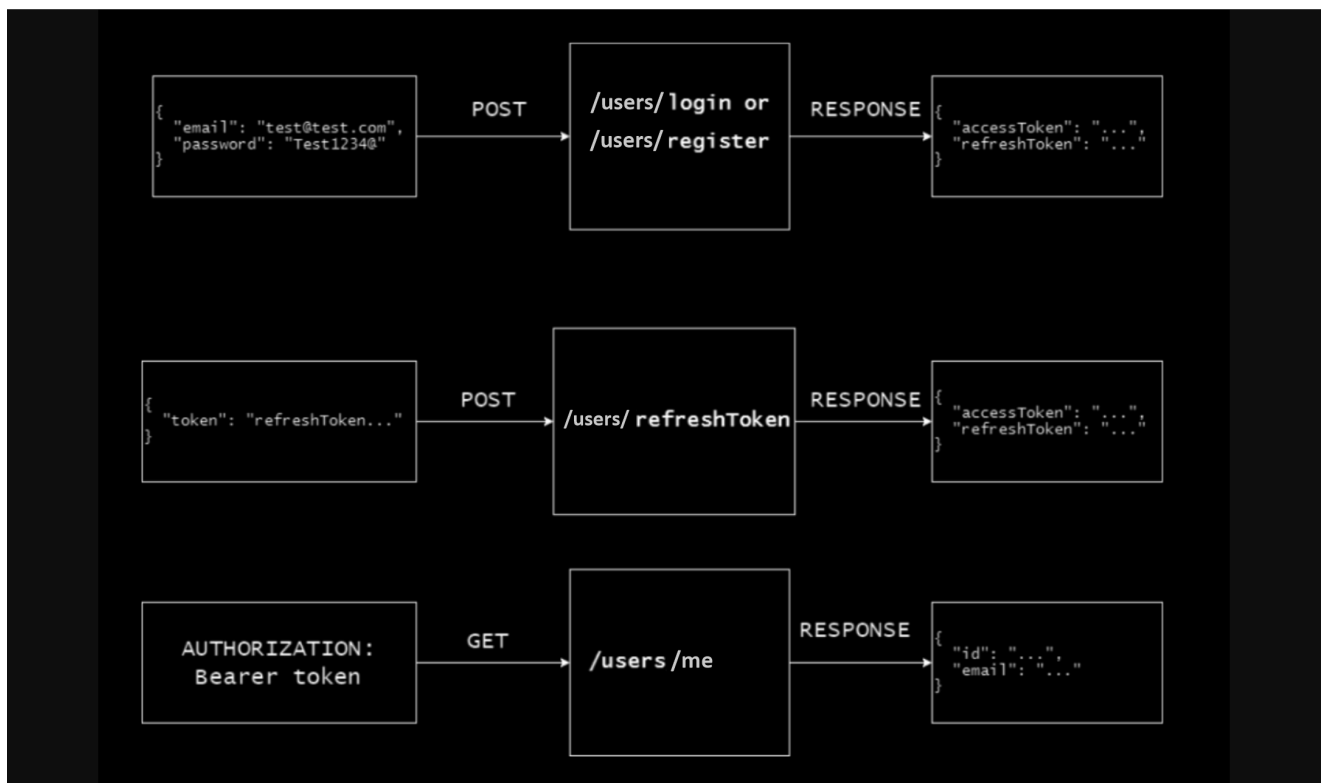 {
"email": "test@test.com",
"password": "Test1234@"
}
POST
/users/ login or
/users/ register
RESPONSE
{
"accessToken": "...",
"refreshToken": "..."
}
{
"token": "refreshToken..."
}
POST
/users/ refreshToken
RESPONSE
{
"accessToken": "...",
"refreshToken": "..."
}
AUTHORIZATION:
Bearer token
GET
/users /me
RESPONSE
{
"id": "...",
"email": "..."
}